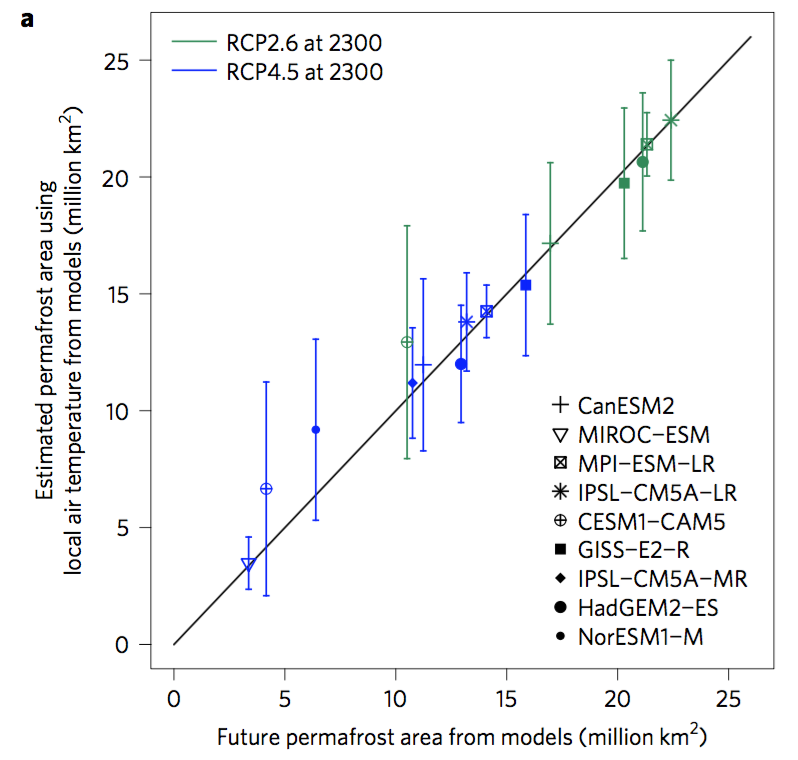 a
RCP2.6 at 2300
RCP4.5 at 2300
Estimated permafrost area using
local air temperature from models (million km²)
25
20
15
10
5
0
CanESM2
MIROC−ESM
MPI−ESM−LR
IPSL−CM5A−LR
CESM1−CAM5
GISS−E2−R
IPSL−CM5A−MR
HadGEM2−ES
NorESM1−M
0 5 10 15 20 25
Future permafrost area from models (million km²)